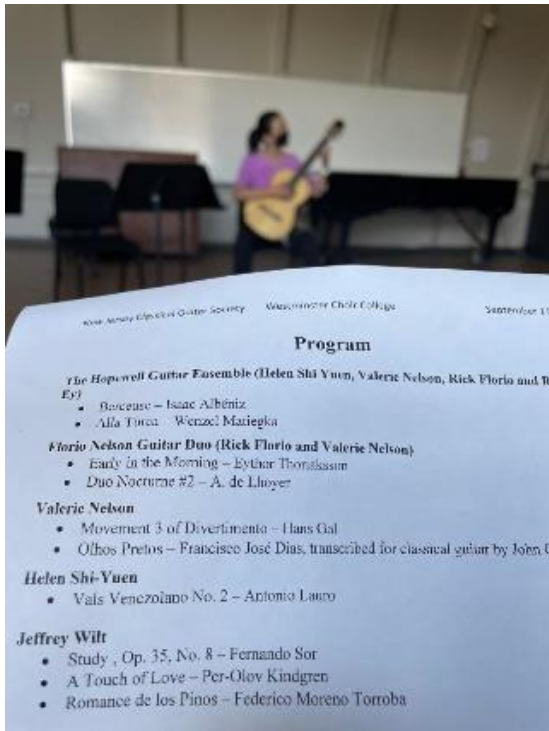 New Jersey Classical Guitar Society Westminster Choir College September 1
Program
The Hopewell Guitar Ensemble (Helen Shi Yuen, Valerie Nelson, Rick Florio and
Ey)
• Berceuse – Isaac Albéniz
• Alla Turca – Wenzel Matiegka
Florio Nelson Guitar Duo (Rick Florio and Valerie Nelson)
• Early in the Morning – Eythor Thorlaksson
• Duo Nocturne #2 – A. de Lhoyer
Valerie Nelson
• Movement 3 of Divertimento – Hans Gal
• Olhos Pretos – Francisco José Dias, transcribed for classical guitar by John
Helen Shi-Yuen
• Vals Venezolano No. 2 – Antonio Lauro
Jeffrey Wilt
• Study , Op. 35, No. 8 – Fernando Sor
• A Touch of Love – Per-Olov Kindgren
• Romance de los Pinos – Federico Moreno Torroba